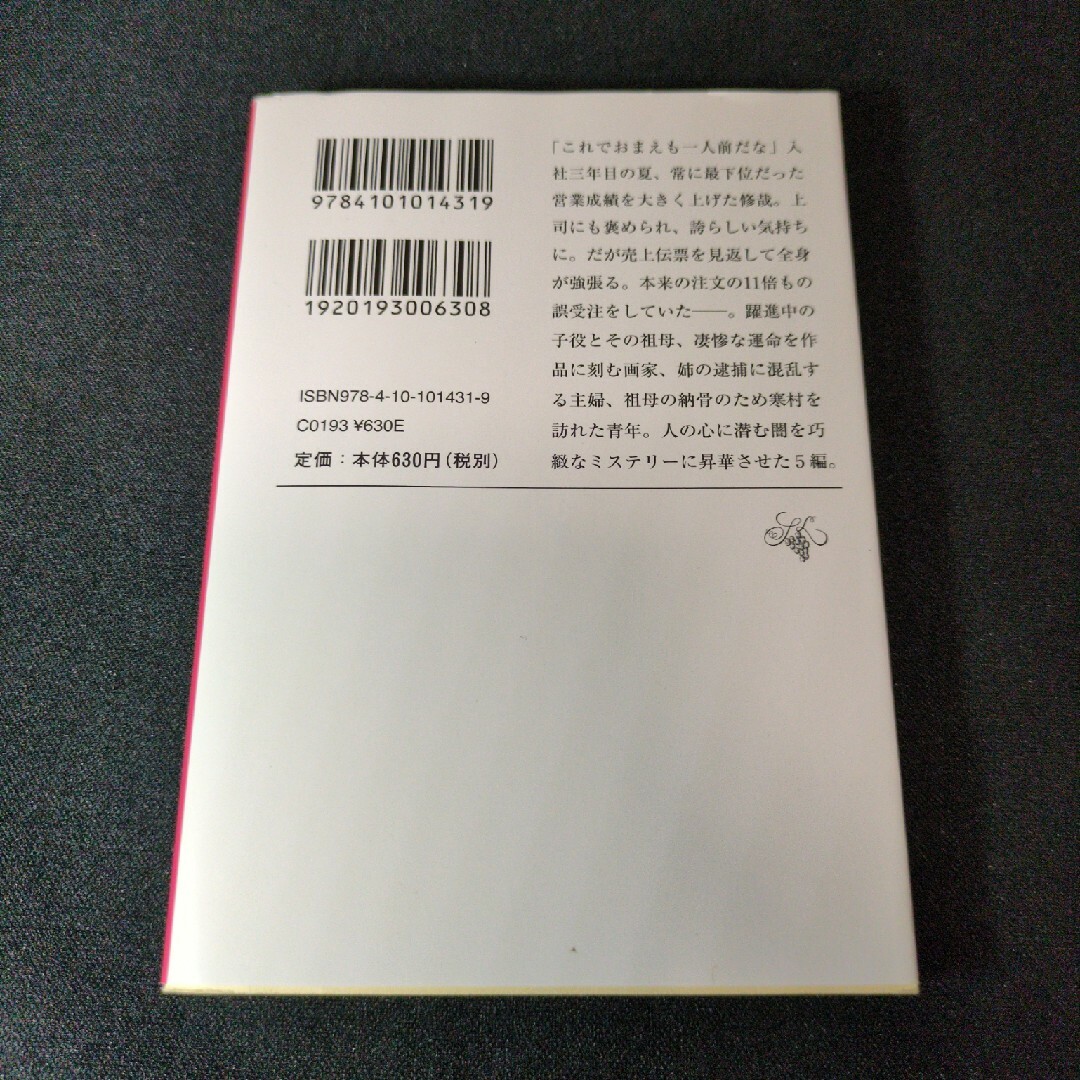 9784101014319
1920193006308
ISBN978-4-10-101431-9
C0193 ¥630E
定価：本体630円（税別）
「これでおまえも一人前だな」入
社三年目の夏、常に最下位だった
営業成績を大きく上げた修哉。上
司にも褒められ、誇らしい気持ち
に。だが売上伝票を見返して全身
が強張る。本来の注文の11倍もの
誤受注をしていた――。躍進中の
子役とその祖母、凄惨な運命を作
品に刻む画家、姉の逮捕に混乱す
る主婦、祖母の納骨のため寒村を
訪れた青年。人の心に潜む闇を巧
緻なミステリーに昇華させた５編。